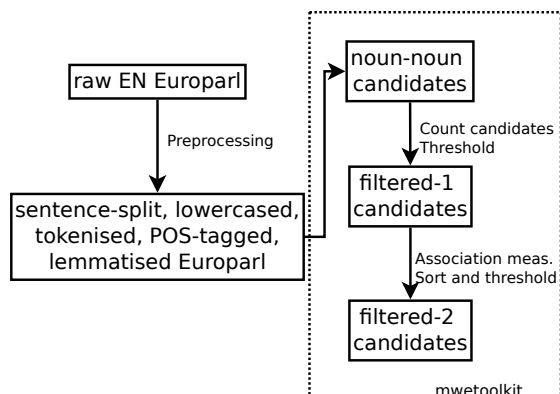 raw EN Europarl
Preprocessing
sentence-split, lowercased,
tokenised, POS-tagged,
lemmatised Europarl
noun-noun
candidates
Count candidates
Threshold
filtered-1
candidates
Association meas.
Sort and threshold
filtered-2
candidates
mwetoolkit